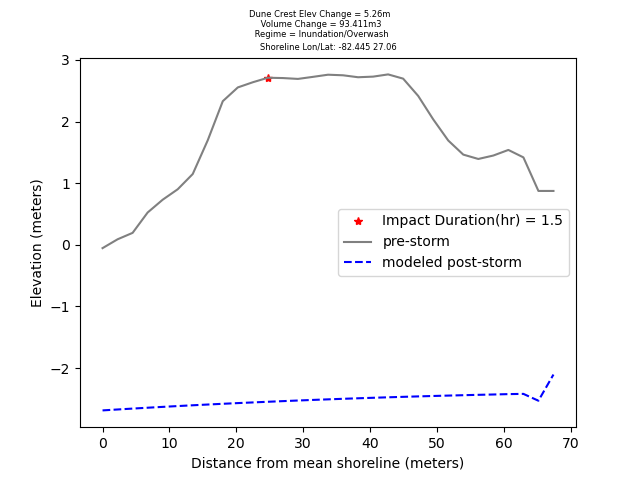 Dune Crest Elev Change = 5.26m
Volume Change = 93.411m3
Regime = Inundation/Overwash
Shoreline Lon/Lat: -82.445 27.06
3
2
1
0
−1
−2
Elevation (meters)
Impact Duration(hr) = 1.5
pre-storm
modeled post-storm
0 10 20 30 40 50 60 70
Distance from mean shoreline (meters)